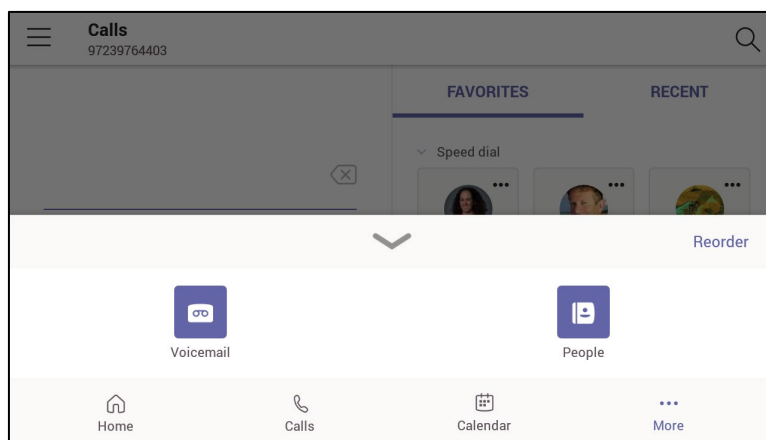 Calls
97239764403
FAVORITES RECENT
Speed dial
Reorder
Voicemail People
Home Calls Calendar More